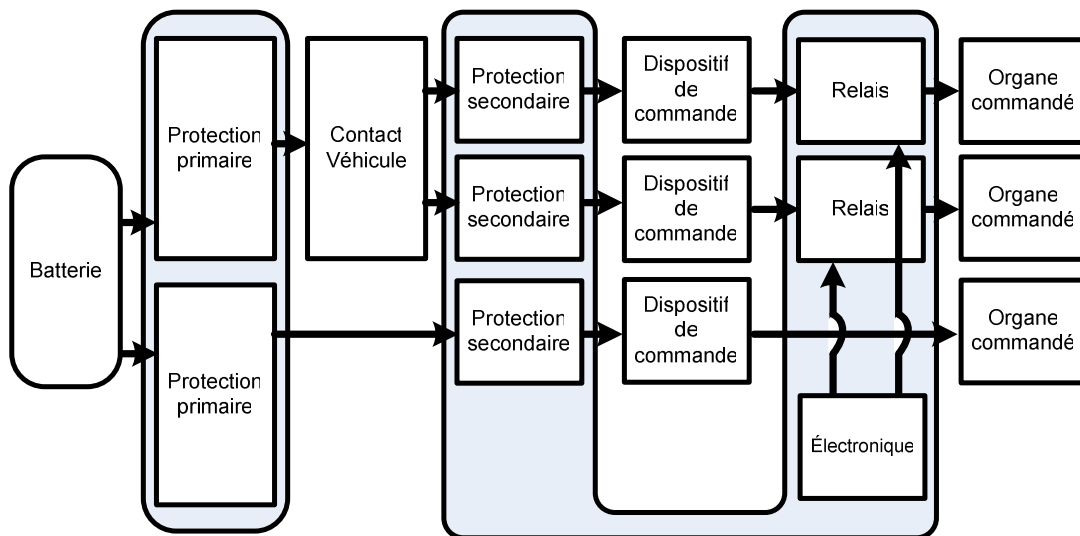 Batterie
Protection
primaire
Protection
primaire
Contact
Véhicule
Protection
secondaire
Protection
secondaire
Protection
secondaire
Dispositif
de
commande
Dispositif
de
commande
Dispositif
de
commande
Relais
Relais
Électronique
Organe
commandé
Organe
commandé
Organe
commandé